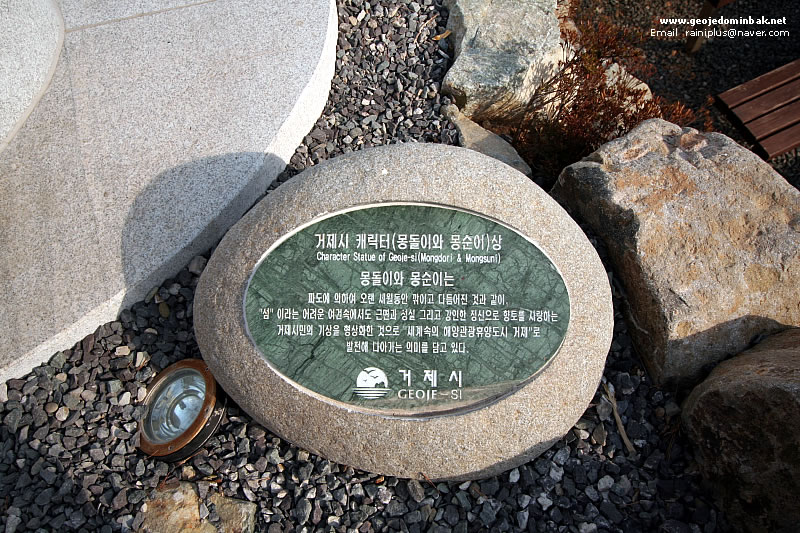 www.geojedominbak.net
Email rainiplus@naver.com
거제시 캐릭터(몽돌이와 몽순이)상
Character Statue of Geoje-si(Mongdori & Mongsuni)
몽돌이와 몽순이는
파도에 의하여 오랜 세월동안 깎이고 다듬어진 것과 같이,
"섬" 이라는 어려운 여건속에서도 근면과 성실 그리고 강인한 정신으로 향토를 사랑하는
거제시민의 기상을 형상화한 것으로 "세계속의 해양관광휴양도시 거제"로
발전해 나아가는 의미를 담고 있다.
거제시
GEOJE-SI